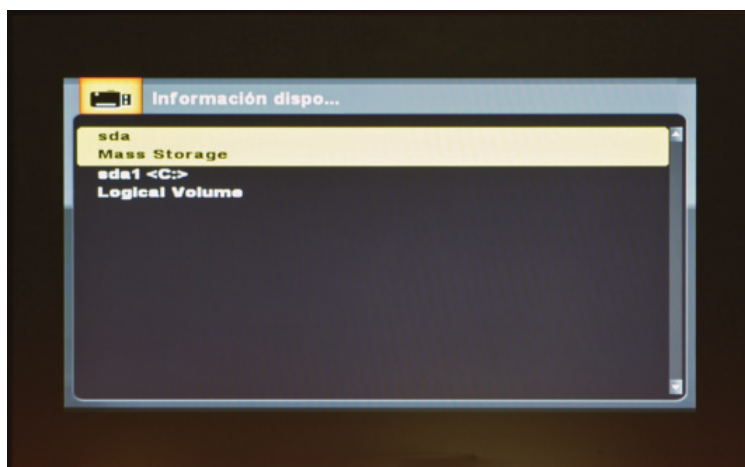 Información dispo...
sda
Mass Storage
sda1 <C:>
Logical Volume